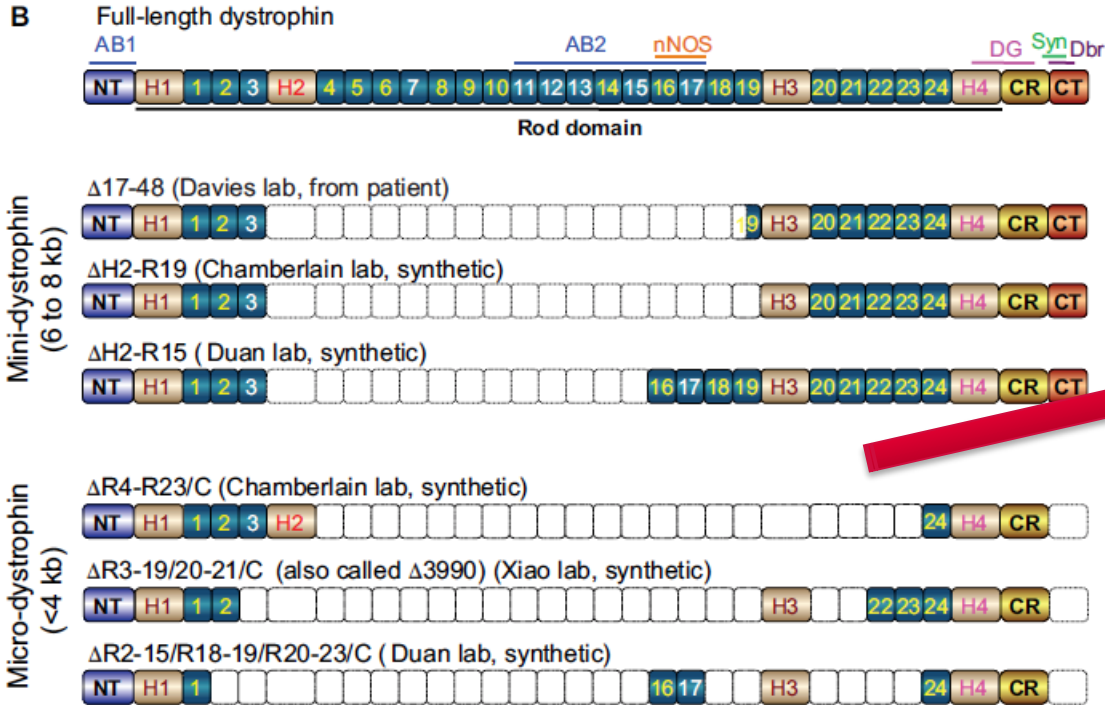 B Full-length dystrophin
AB1 AB2 nNOS DG Syn Dbr
NT H1 1 2 3 H2 4 5 6 7 8 9 10 11 12 13 14 15 16 17 18 19 H3 20 21 22 23 24 H4 CR CT
Rod domain
Mini-dystrophin
(6 to 8 kb)
Δ17-48 (Davies lab, from patient)
NT H1 1 2 3 19 H3 20 21 22 23 24 H4 CR CT
ΔH2-R19 (Chamberlain lab, synthetic)
NT H1 1 2 3 H3 20 21 22 23 24 H4 CR CT
ΔH2-R15 ( Duan lab, synthetic)
NT H1 1 2 3 16 17 18 19 H3 20 21 22 23 24 H4 CR CT
Micro-dystrophin
(<4 kb)
ΔR4-R23/C (Chamberlain lab, synthetic)
NT H1 1 2 3 H2 24 H4 CR
ΔR3-19/20-21/C (also called Δ3990) (Xiao lab, synthetic)
NT H1 1 2 H3 22 23 24 H4 CR
ΔR2-15/R18-19/R20-23/C ( Duan lab, synthetic)
NT H1 1 16 17 H3 24 H4 CR